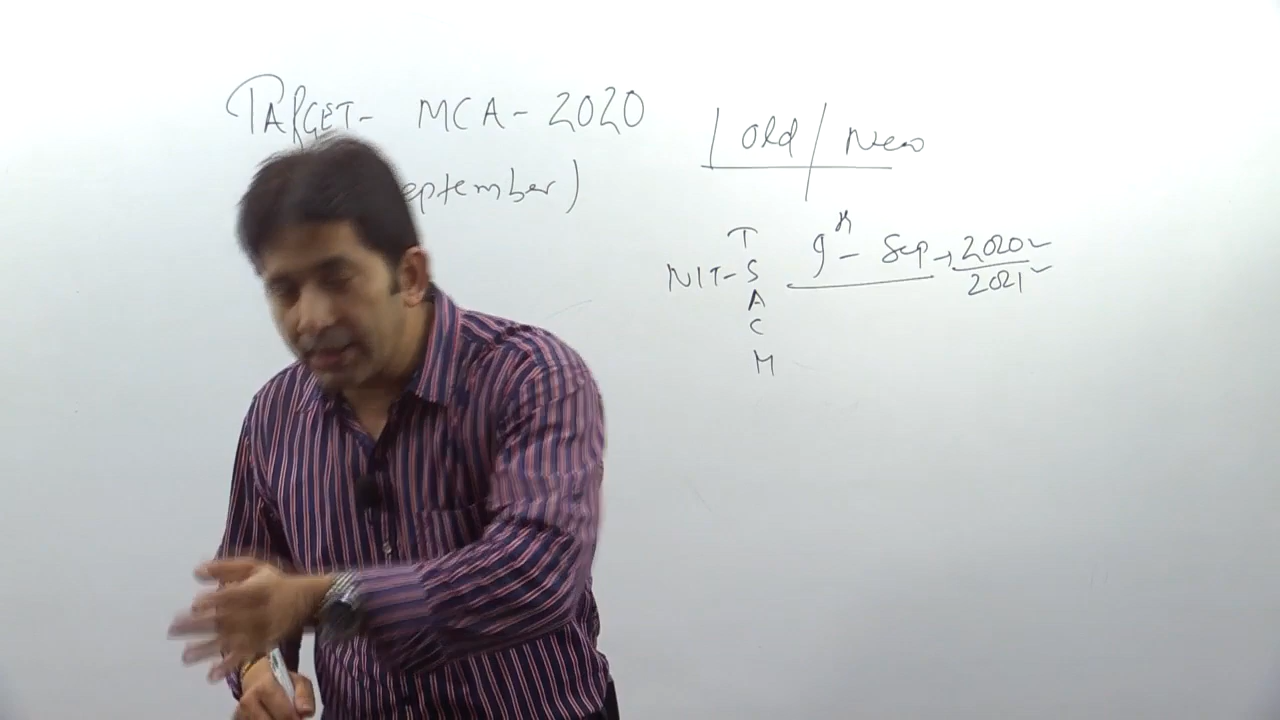 TARGET- MCA-2020
eptember)
| Old / New
T
NIT- S
A
C
M
9th - Sep → 2020
2021